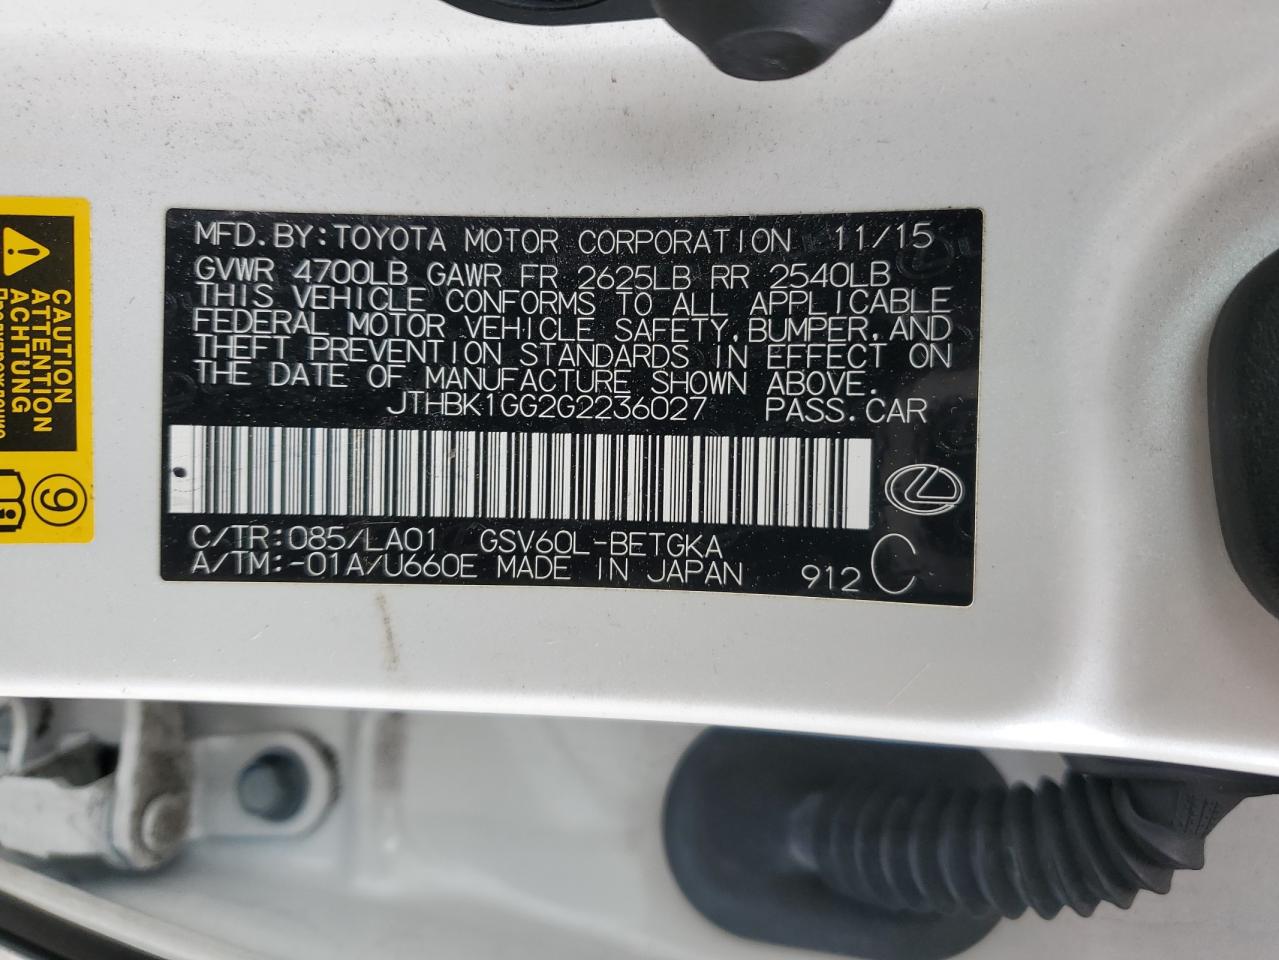 MFD.BY:TOYOTA MOTOR CORPORATION 11/15
GVWR 4700LB GAWR FR 2625LB RR 2540LB
THIS VEHICLE CONFORMS TO ALL APPLICABLE
FEDERAL MOTOR VEHICLE SAFETY,BUMPER,AND
THEFT PREVENTION STANDARDS IN EFFECT ON
THE DATE OF MANUFACTURE SHOWN ABOVE.
JTHBK1GG2G2236027 PASS.CAR
C/TR:085/LA01 GSV60L-BETGKA
A/TM:-01A/U660E MADE IN JAPAN 912 C
CAUTION
ATTENTION
ACHTUNG
9